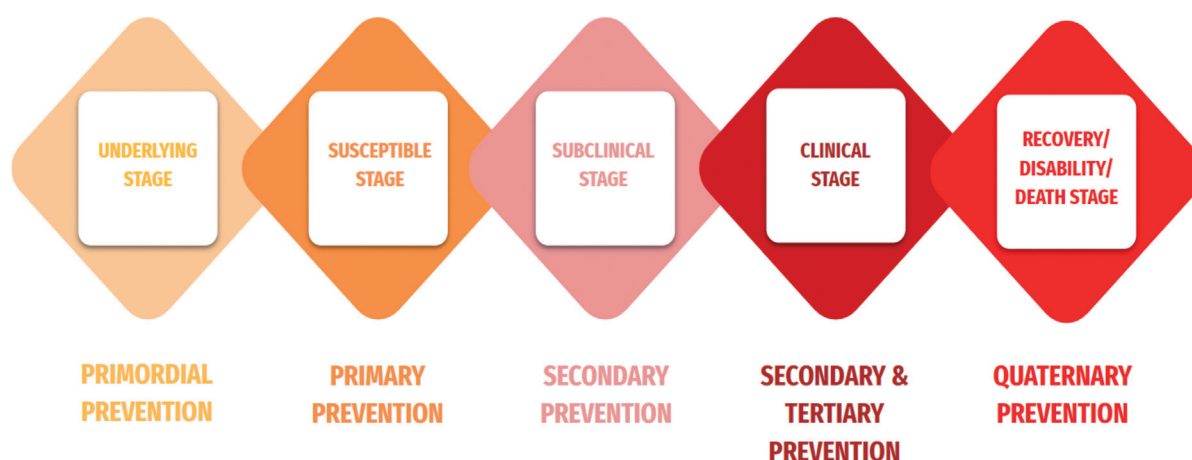 UNDERLYING
STAGE
SUSCEPTIBLE
STAGE
SUBCLINICAL
STAGE
CLINICAL
STAGE
RECOVERY/
DISABILITY/
DEATH STAGE
PRIMORDIAL
PREVENTION
PRIMARY
PREVENTION
SECONDARY
PREVENTION
SECONDARY &
TERTIARY
PREVENTION
QUATERNARY
PREVENTION